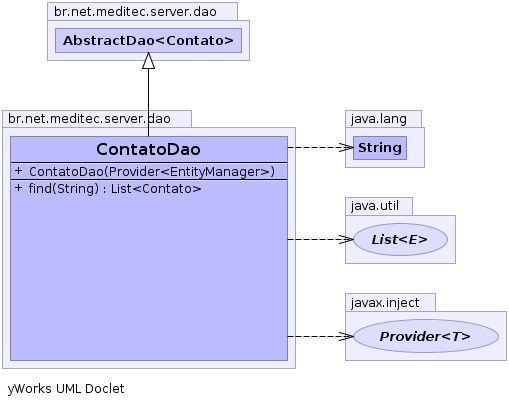 br.net.meditec.server.dao
AbstractDao<Contato>
br.net.meditec.server.dao
ContatoDao
+ ContatoDao(Provider<EntityManager>)
+ find(String) : List<Contato>
java.lang
String
java.util
List<E>
javax.inject
Provider<T>
yWorks UML Doclet